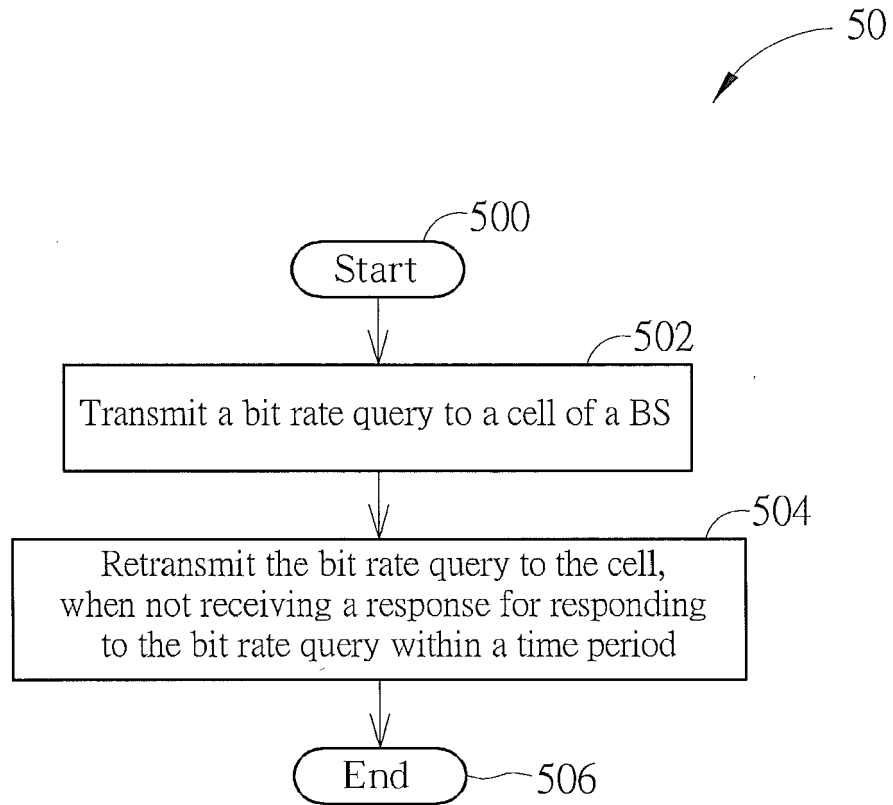 50
500
Start
502
Transmit a bit rate query to a cell of a BS
504
Retransmit the bit rate query to the cell,
when not receiving a response for responding
to the bit rate query within a time period
End
506